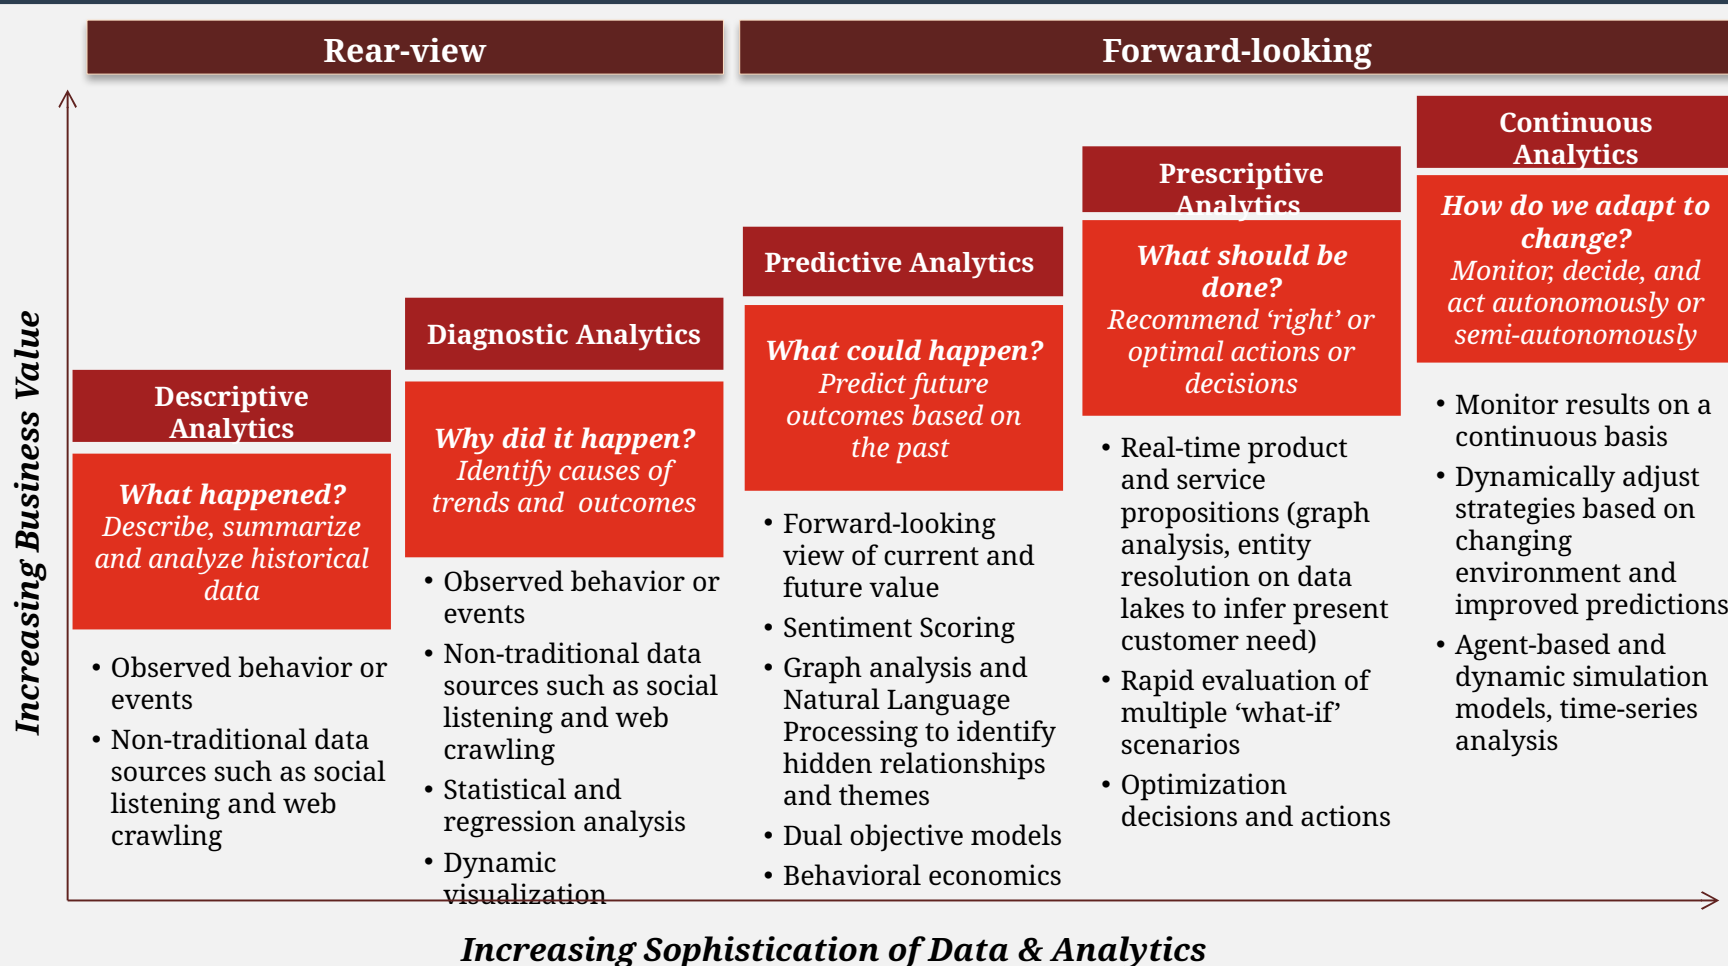 Rear-view
Forward-looking
Increasing Business Value
Descriptive
Analytics
What happened?
Describe, summarize
and analyze historical
data
• Observed behavior or
events
• Non-traditional data
sources such as social
listening and web
crawling
Diagnostic Analytics
Why did it happen?
Identify causes of
trends and outcomes
• Observed behavior or
events
• Non-traditional data
sources such as social
listening and web
crawling
• Statistical and
regression analysis
• Dynamic
visualization
Predictive Analytics
What could happen?
Predict future
outcomes based on
the past
• Forward-looking
view of current and
future value
• Sentiment Scoring
• Graph analysis and
Natural Language
Processing to identify
hidden relationships
and themes
• Dual objective models
• Behavioral economics
Prescriptive
Analytics
What should be
done?
Recommend ‘right’ or
optimal actions or
decisions
• Real-time product
and service
propositions (graph
analysis, entity
resolution on data
lakes to infer present
customer need)
• Rapid evaluation of
multiple ‘what-if’
scenarios
• Optimization
decisions and actions
Continuous
Analytics
How do we adapt to
change?
Monitor, decide, and
act autonomously or
semi-autonomously
• Monitor results on a
continuous basis
• Dynamically adjust
strategies based on
changing
environment and
improved predictions
• Agent-based and
dynamic simulation
models, time-series
analysis
Increasing Sophistication of Data & Analytics